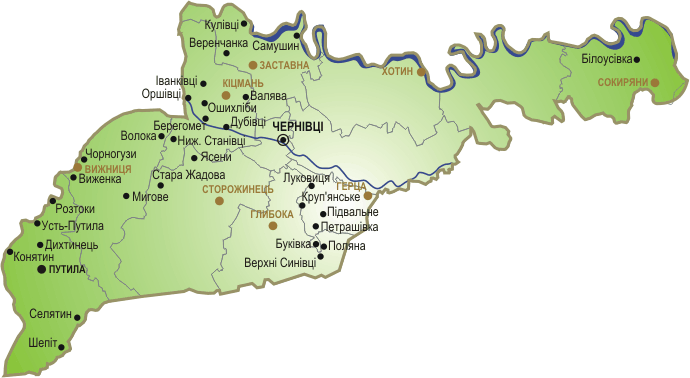 Кулівці
Веренчанка
Самушин
Білоусівка
ЗАСТАВНА
ХОТИН
Іванківці
КІЦМАНЬ
СОКИРЯНИ
Оршівці
Валява
Ошихліби
Дубівці
Берегомет
ЧЕРНІВЦІ
Волока
Ниж. Станівці
Чорногузи
Ясени
ВИЖНИЦЯ
Виженка
Стара Жадова
Луковиця
СТОРОЖИНЕЦЬ
ГЕРЦА
Мигове
Круп'янське
Розтоки
ГЛИБОКА
Підвальне
Усть-Путила
Петрашівка
Дихтинець
Буківка
Поляна
Конятин
Верхні Синівці
ПУТИЛА
Селятин
Шепіт